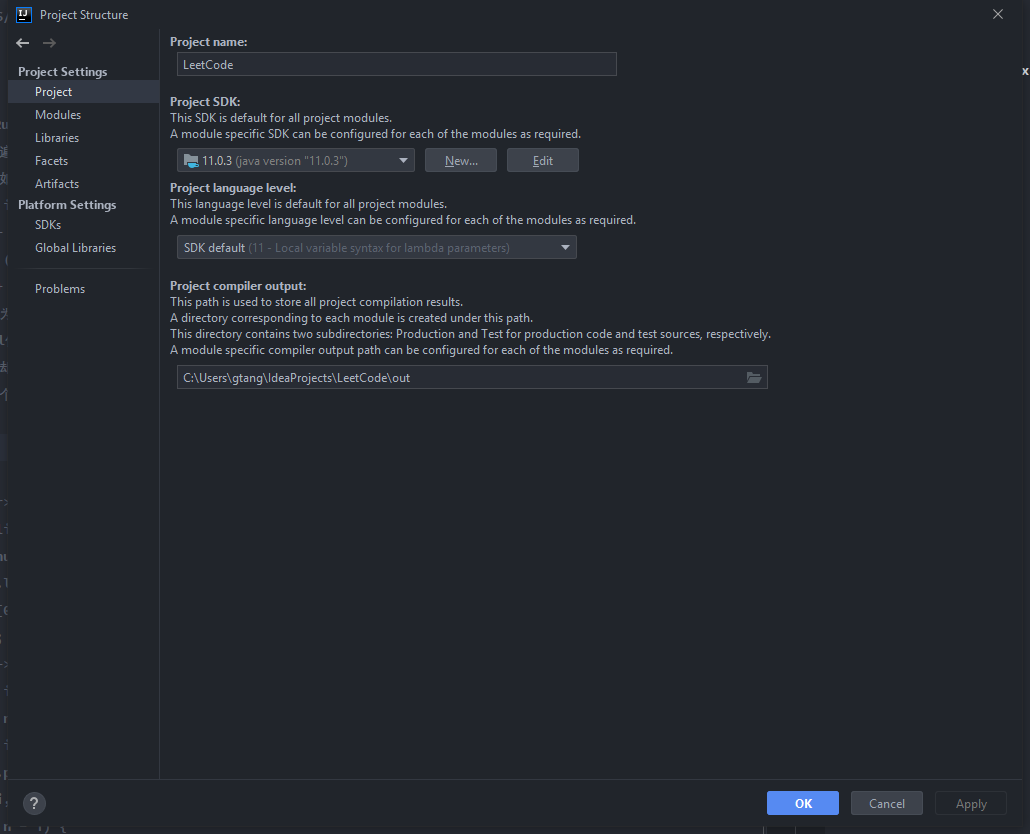 Project Structure
Project Settings
Project
Modules
Libraries
Facets
Artifacts
Platform Settings
SDKs
Global Libraries
Problems
Project name:
LeetCode
Project SDK:
This SDK is default for all project modules.
A module specific SDK can be configured for each of the modules as required.
11.0.3 (java version "11.0.3")
New...
Edit
Project language level:
This language level is default for all project modules.
A module specific language level can be configured for each of the modules as required.
SDK default (11 - Local variable syntax for lambda parameters)
Project compiler output:
This path is used to store all project compilation results.
A directory corresponding to each module is created under this path.
This directory contains two subdirectories: Production and Test for production code and test sources, respectively.
A module specific compiler output path can be configured for each of the modules as required.
C:\Users\gtang\IdeaProjects\LeetCode\out
?
OK
Cancel
Apply